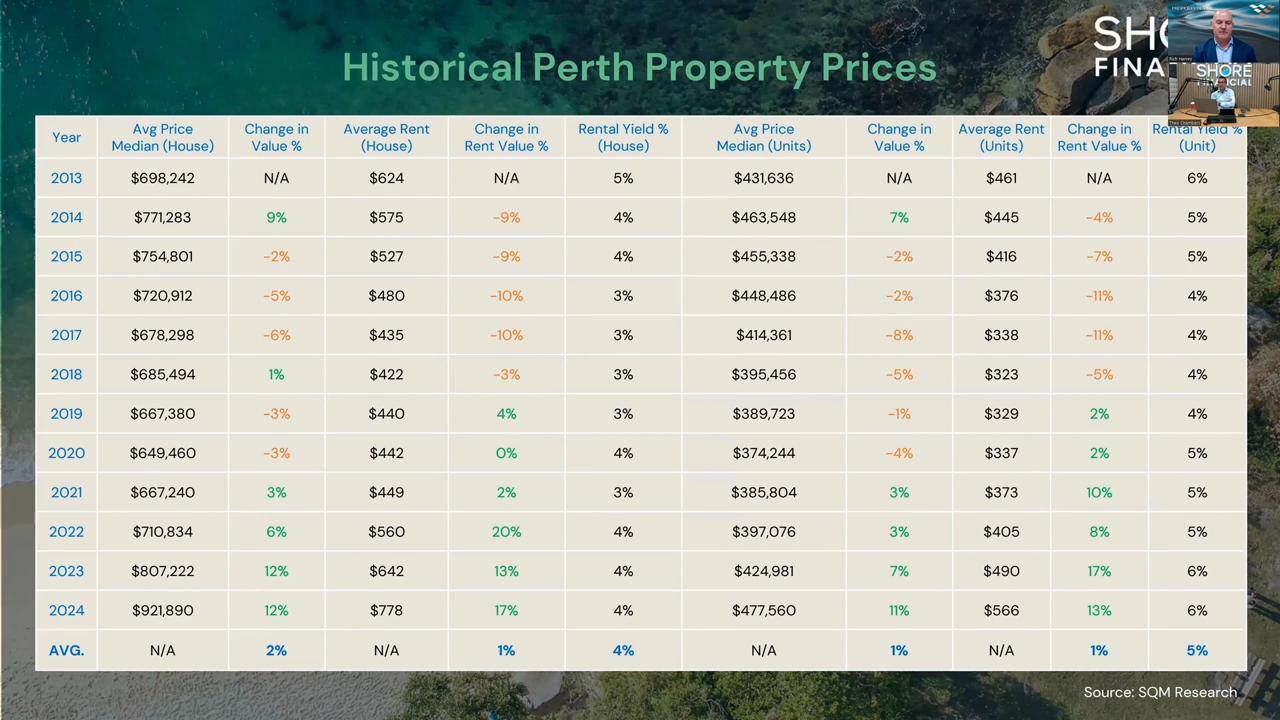 SHO
FINA
Rich Harvey
SHORE
FINANCIAL
Theo Chambers
Historical Perth Property Prices
Year | Avg Price Median (House) | Change in Value % | Average Rent (House) | Change in Rent Value % | Rental Yield % (House) | Avg Price Median (Units) | Change in Value % | Average Rent (Units) | Change in Rent Value % | Rental Yield % (Unit)
2013 | $698,242 | N/A | $624 | N/A | 5% | $431,636 | N/A | $461 | N/A | 6%
2014 | $771,283 | 9% | $575 | -9% | 4% | $463,548 | 7% | $445 | -4% | 5%
2015 | $754,801 | -2% | $527 | -9% | 4% | $455,338 | -2% | $416 | -7% | 5%
2016 | $720,912 | -5% | $480 | -10% | 3% | $448,486 | -2% | $376 | -11% | 4%
2017 | $678,298 | -6% | $435 | -10% | 3% | $414,361 | -8% | $338 | -11% | 4%
2018 | $685,494 | 1% | $422 | -3% | 3% | $395,456 | -5% | $323 | -5% | 4%
2019 | $667,380 | -3% | $440 | 4% | 3% | $389,723 | -1% | $329 | 2% | 4%
2020 | $649,460 | -3% | $442 | 0% | 4% | $374,244 | -4% | $337 | 2% | 5%
2021 | $667,240 | 3% | $449 | 2% | 3% | $385,804 | 3% | $373 | 10% | 5%
2022 | $710,834 | 6% | $560 | 20% | 4% | $397,076 | 3% | $405 | 8% | 5%
2023 | $807,222 | 12% | $642 | 13% | 4% | $424,981 | 7% | $490 | 17% | 6%
2024 | $921,890 | 12% | $778 | 17% | 4% | $477,560 | 11% | $566 | 13% | 6%
AVG. | N/A | 2% | N/A | 1% | 4% | N/A | 1% | N/A | 1% | 5%
Source: SQM Research